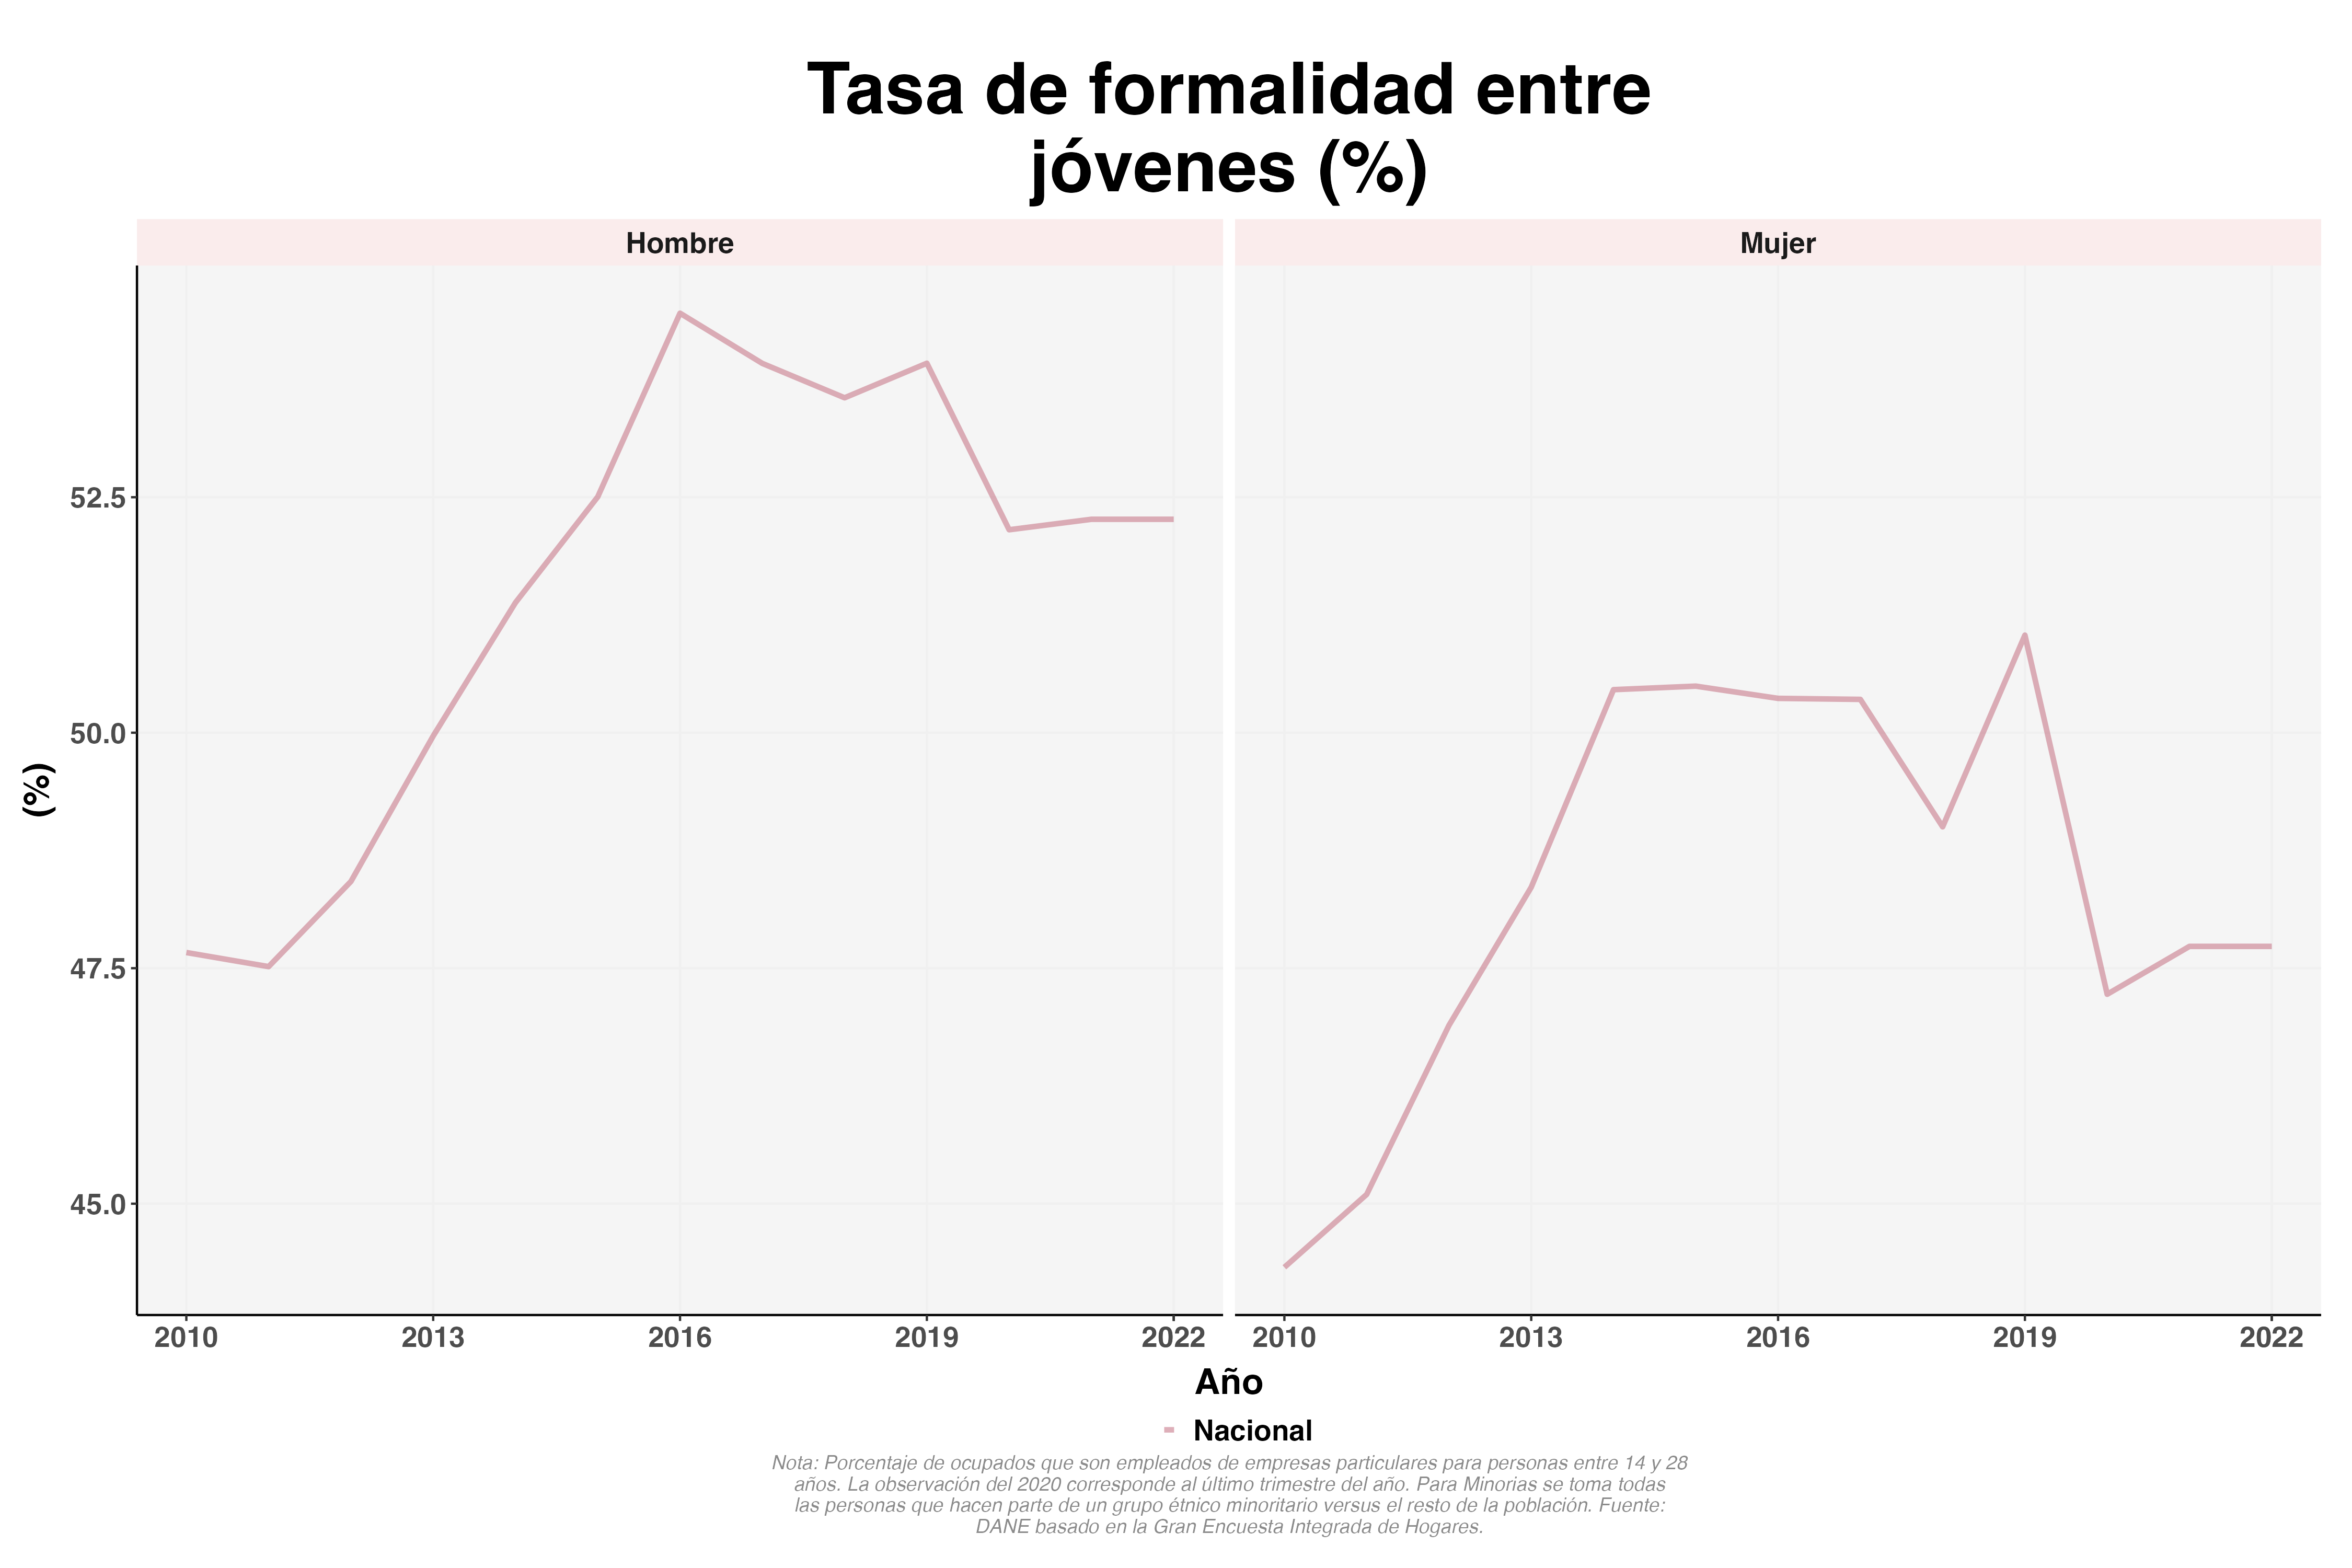 Tasa de formalidad entre
jóvenes (%)
Hombre
Mujer
(%)
52.5
50.0
47.5
45.0
2010 2013 2016 2019 2022
2010 2013 2016 2019 2022
Año
Nacional
Nota: Porcentaje de ocupados que son empleados de empresas particulares para personas entre 14 y 28
años. La observación del 2020 corresponde al último trimestre del año. Para Minorias se toma todas
las personas que hacen parte de un grupo étnico minoritario versus el resto de la población. Fuente:
DANE basado en la Gran Encuesta Integrada de Hogares.